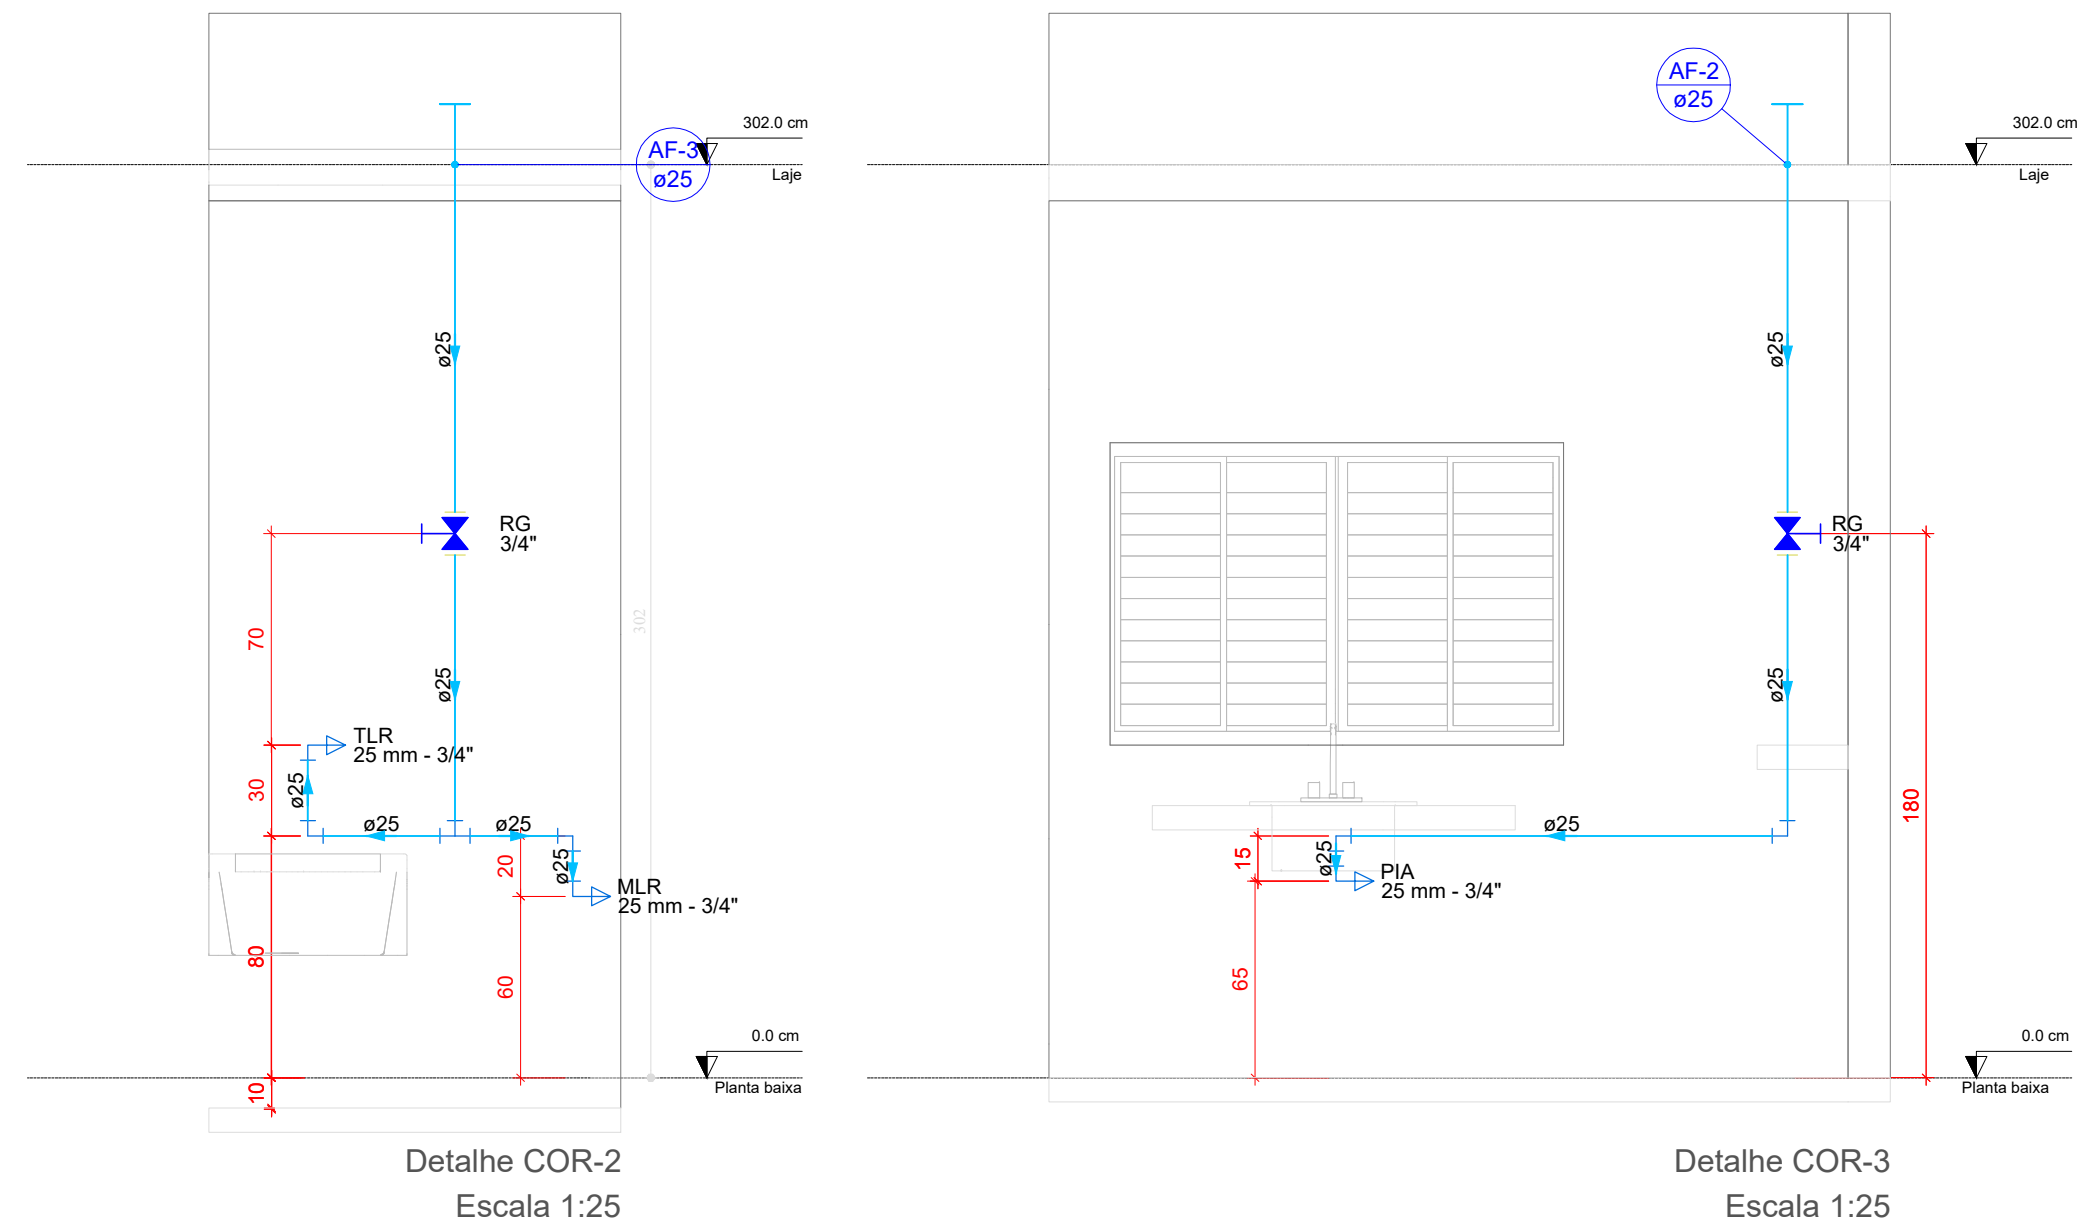 AF-3
ø25
302.0 cm
Laje
ø25
RG
3/4"
70
302
ø25
TLR
25 mm - 3/4"
30
ø25
ø25
ø25
20
ø25
MLR
25 mm - 3/4"
80
60
0.0 cm
Planta baixa
10
Detalhe COR-2
Escala 1:25
AF-2
ø25
302.0 cm
Laje
ø25
RG
3/4"
ø25
180
ø25
15
ø25
PIA
25 mm - 3/4"
65
0.0 cm
Planta baixa
Detalhe COR-3
Escala 1:25